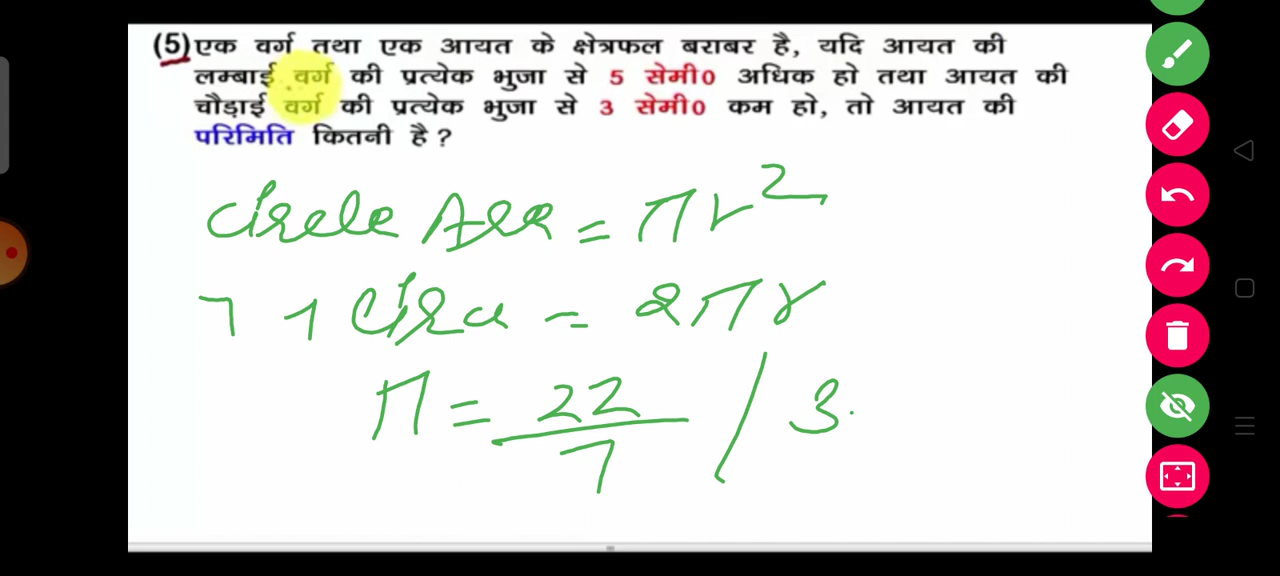 (5) एक वर्ग तथा एक आयत के क्षेत्रफल बराबर है, यदि आयत की
लम्बाई वर्ग की प्रत्येक भुजा से 5 सेमी0 अधिक हो तथा आयत की
चौड़ाई वर्ग की प्रत्येक भुजा से 3 सेमी0 कम हो, तो आयत की
परिमिति कितनी है ?
Circle Area = πr²
= 2πr
π = 22/7 / 3.